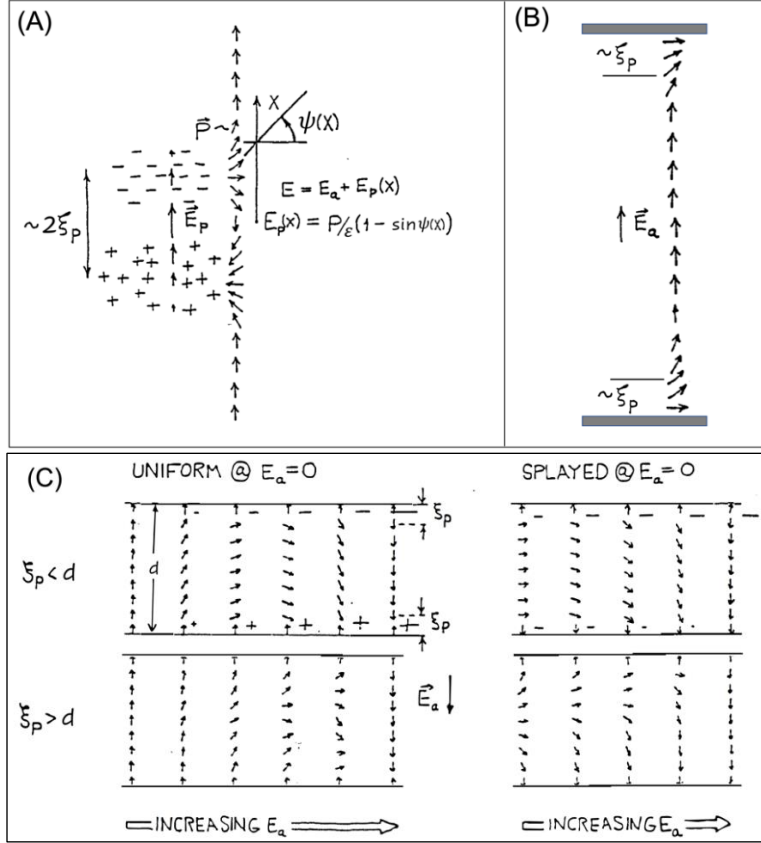 (A)
X
ψ(x)
P⃗ ~
E = Eₐ + Eₚ(x)
~2ξₚ
E⃗ₚ
Eₚ(x) = P/ε(1 - sinψ(x))
(B)
~ξₚ
E⃗ₐ
~ξₚ
(C)
UNIFORM @ Eₐ=0
SPLAYED @ Eₐ=0
ξₚ
ξₚ < d
d
ξₚ
E⃗ₐ
ξₚ > d
INCREASING Eₐ
INCREASING Eₐ